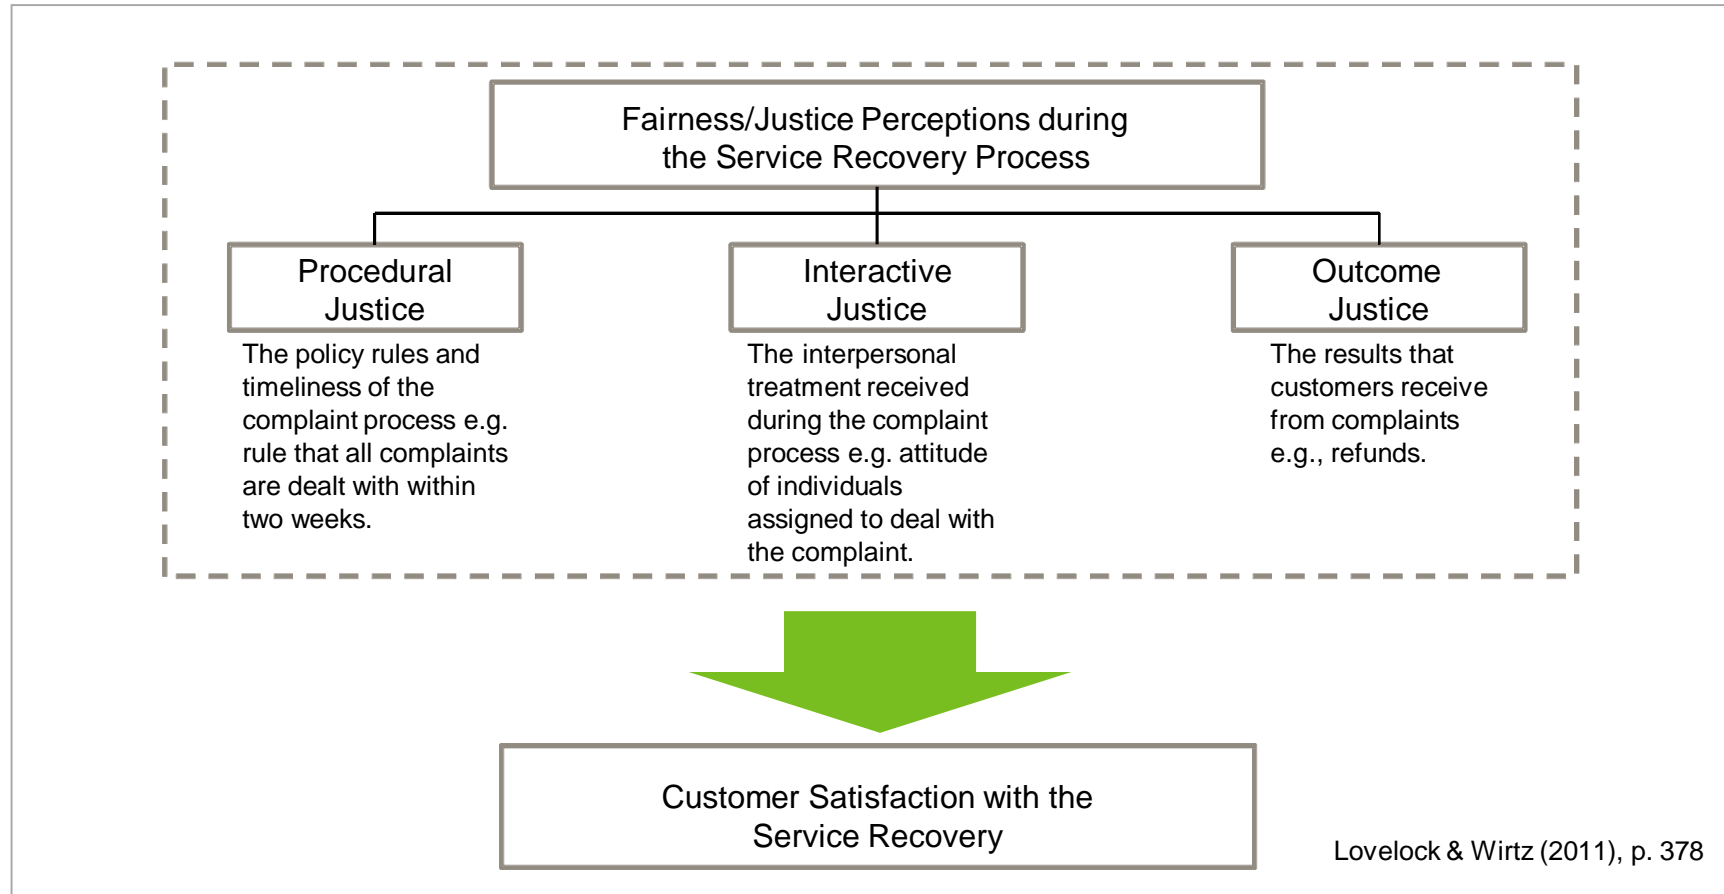 Fairness/Justice Perceptions during
the Service Recovery Process
Procedural
Justice
The policy rules and
timeliness of the
complaint process e.g.
rule that all complaints
are dealt with within
two weeks.
Interactive
Justice
The interpersonal
treatment received
during the complaint
process e.g. attitude
of individuals
assigned to deal with
the complaint.
Outcome
Justice
The results that
customers receive
from complaints
e.g., refunds.
Customer Satisfaction with the
Service Recovery
Lovelock & Wirtz (2011), p. 378